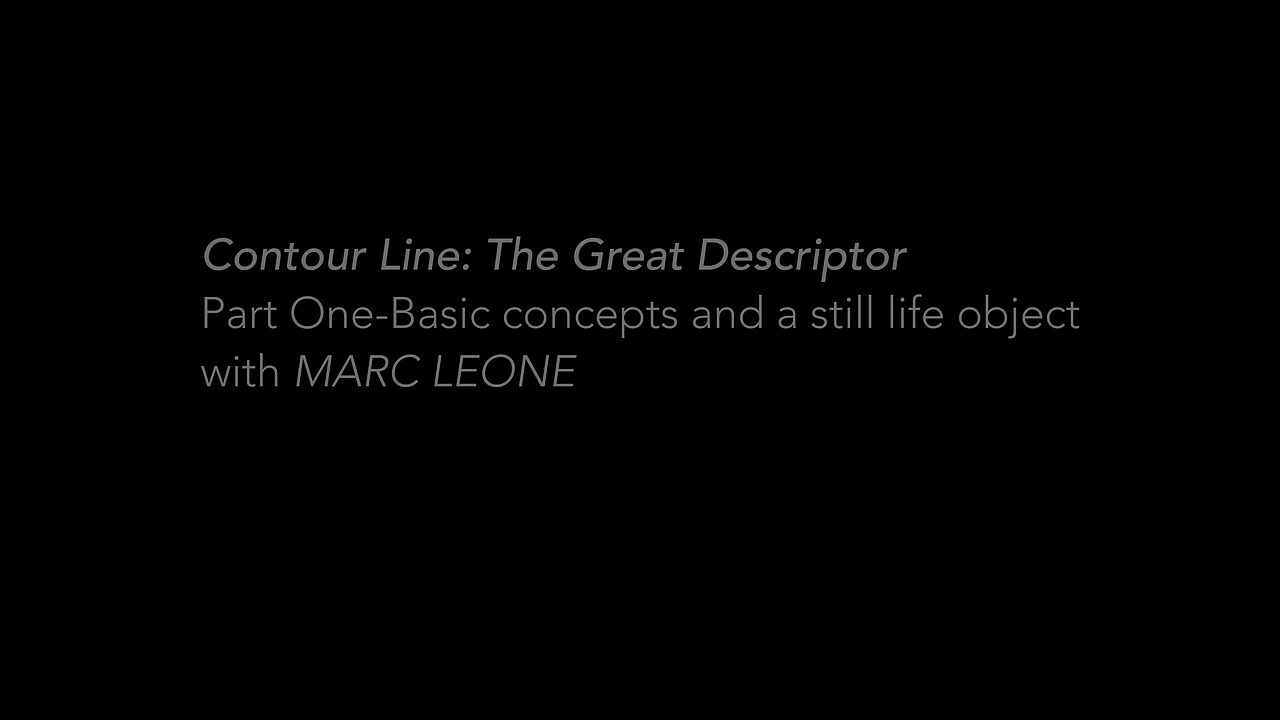 Contour Line: The Great Descriptor
Part One-Basic concepts and a still life object
with MARC LEONE